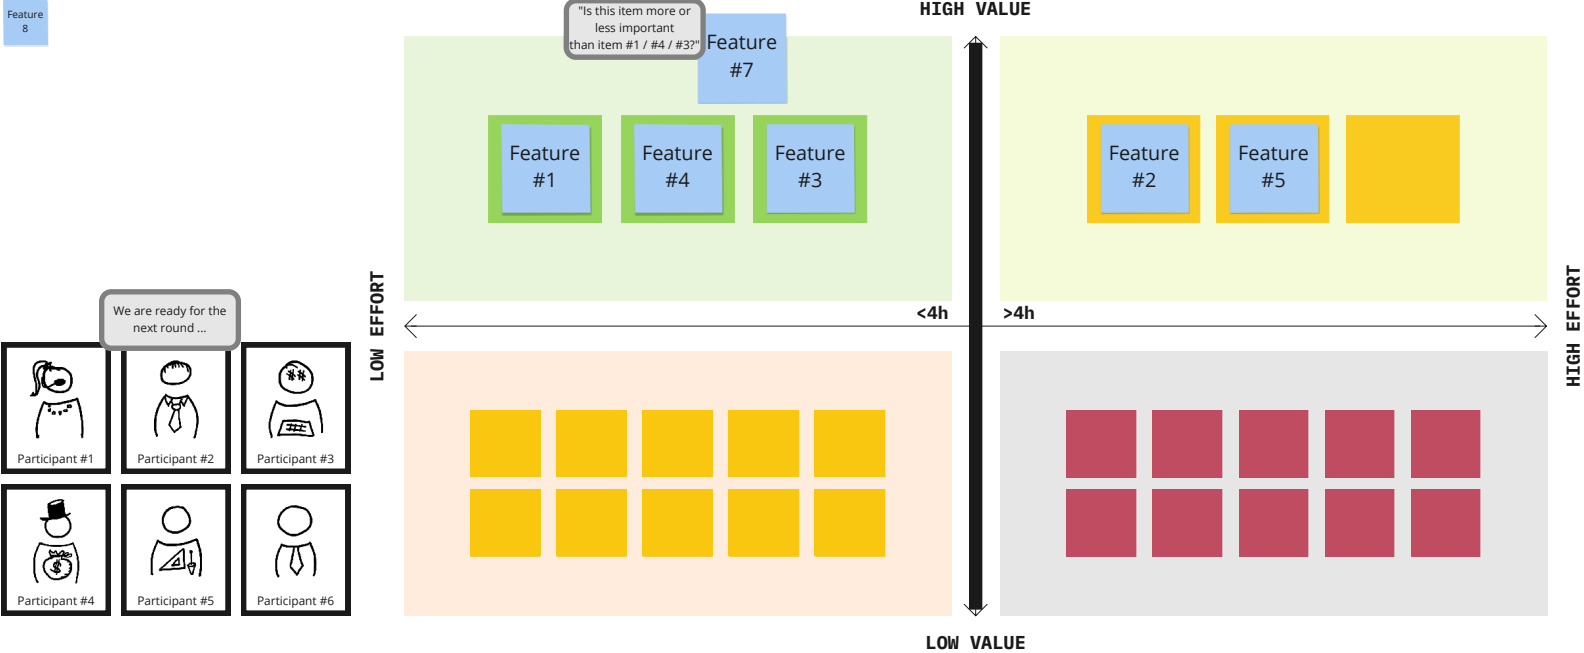 Feature
8
"Is this item more or
less important
than item #1 / #4 / #3?"
Feature
#7
HIGH VALUE
Feature
#1
Feature
#4
Feature
#3
Feature
#2
Feature
#5
LOW EFFORT
<4h
>4h
HIGH EFFORT
We are ready for the
next round ...
Participant #1
Participant #2
Participant #3
$
Participant #4
Participant #5
Participant #6
LOW VALUE